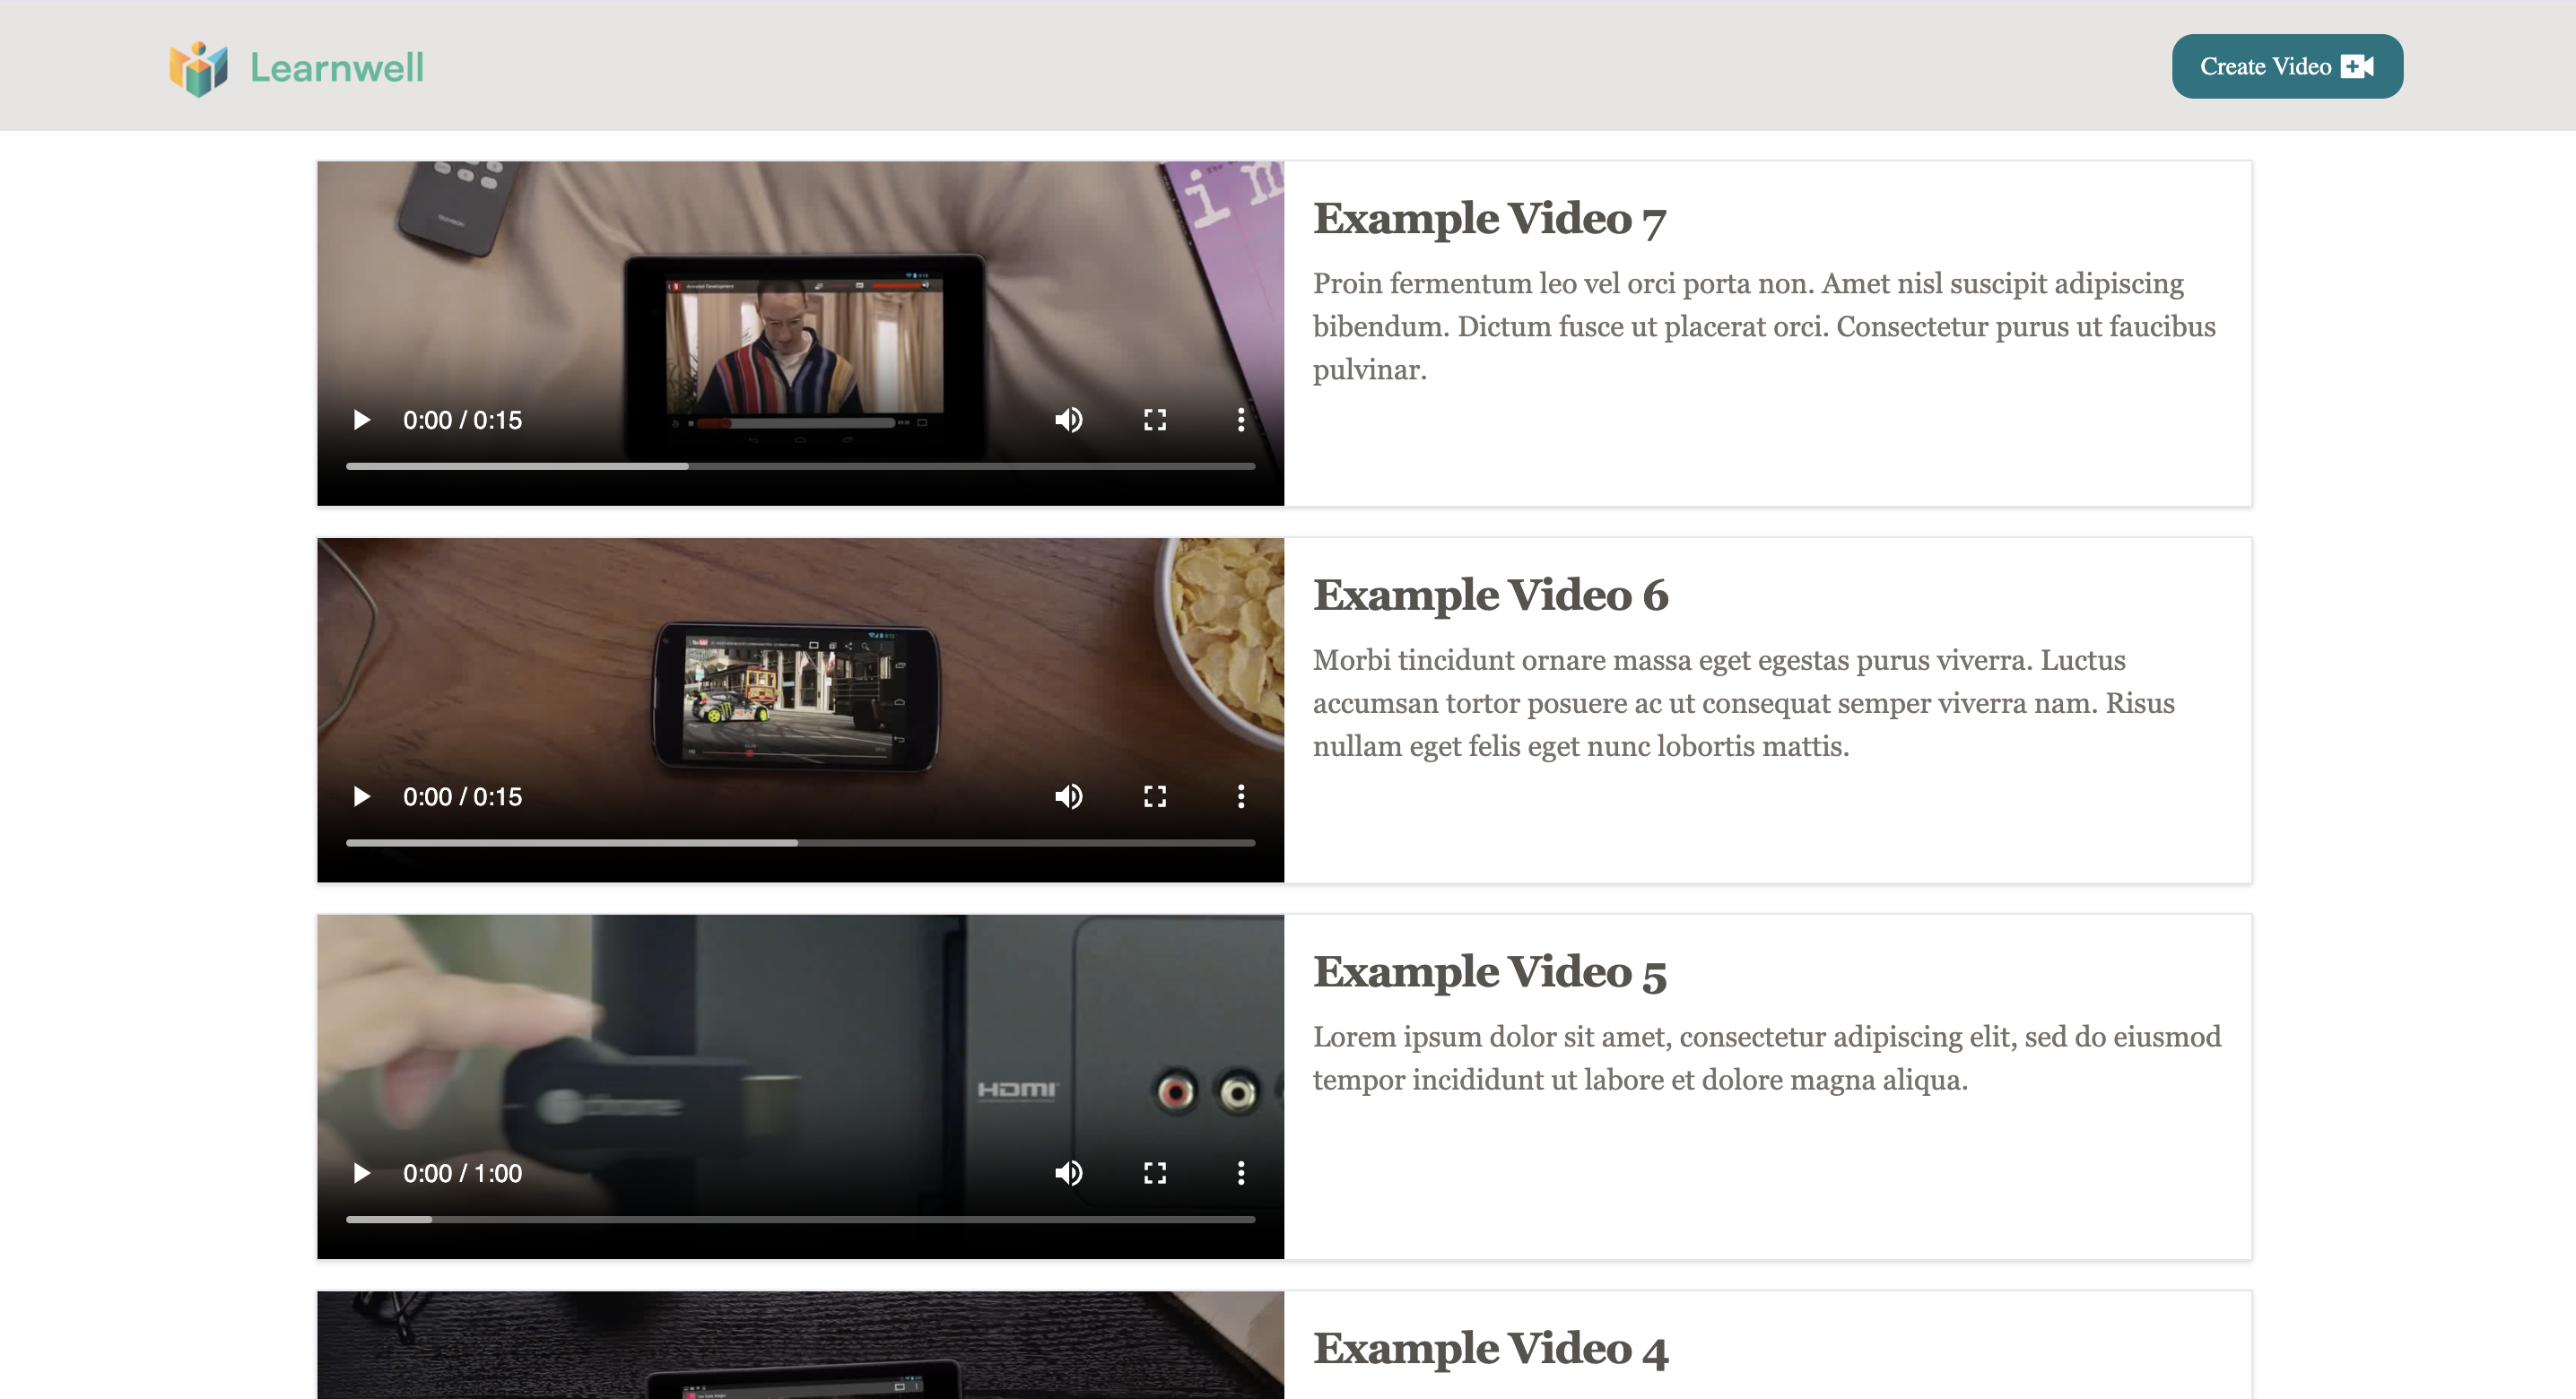 Learnwell
Create Video
Example Video 7
Proin fermentum leo vel orci porta non. Amet nisl suscipit adipiscing
bibendum. Dictum fusce ut placerat orci. Consectetur purus ut faucibus
pulvinar.
TELEVISION
im
Arrested Development
0:00 / 0:15
Example Video 6
Morbi tincidunt ornare massa eget egestas purus viverra. Luctus
accumsan tortor posuere ac ut consequat semper viverra nam. Risus
nullam eget felis eget nunc lobortis mattis.
0:00 / 0:15
Example Video 5
Lorem ipsum dolor sit amet, consectetur adipiscing elit, sed do eiusmod
tempor incididunt ut labore et dolore magna aliqua.
chrome
HDMI
0:00 / 1:00
Example Video 4